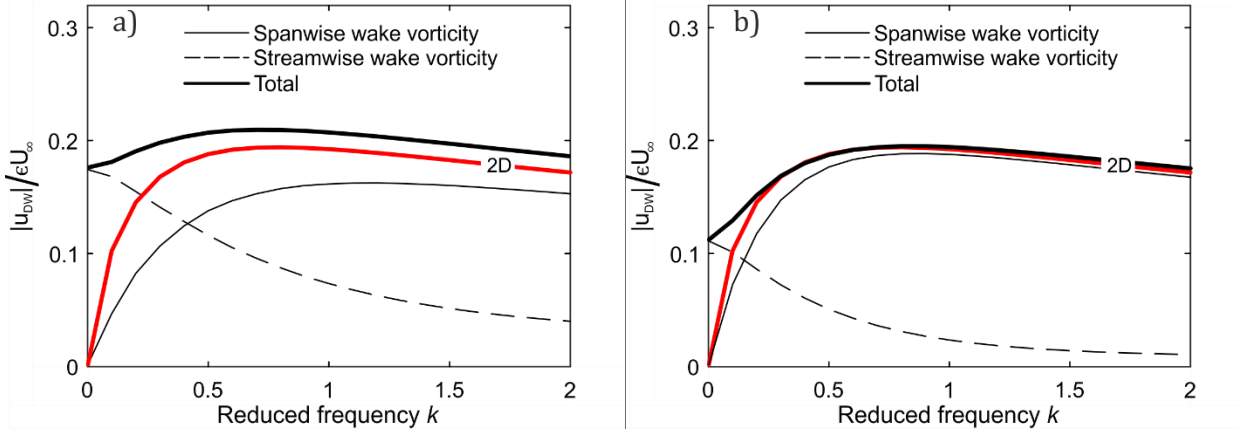 a)
0.3
0.2
0.1
0
|u_DW|/ϵU_∞
Spanwise wake vorticity
Streamwise wake vorticity
Total
2D
0 0.5 1 1.5 2
Reduced frequency k
b)
0.3
0.2
0.1
0
|u_DW|/ϵU_∞
Spanwise wake vorticity
Streamwise wake vorticity
Total
2D
0 0.5 1 1.5 2
Reduced frequency k